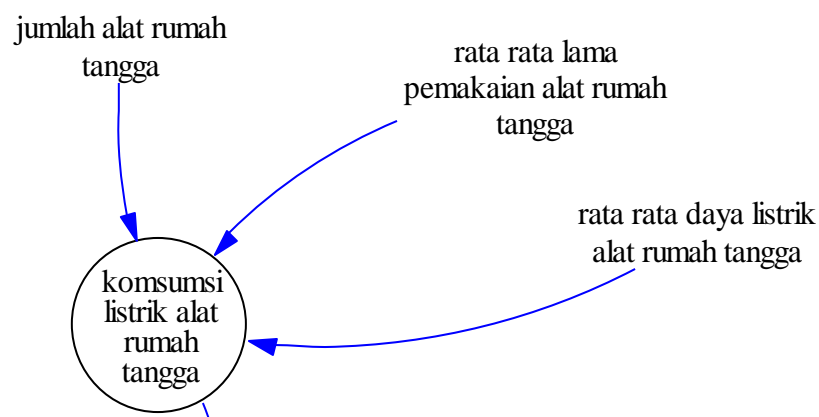 jumlah alat rumah
tangga
rata rata lama
pemakaian alat rumah
tangga
rata rata daya listrik
alat rumah tangga
komsumsi
listrik alat
rumah
tangga